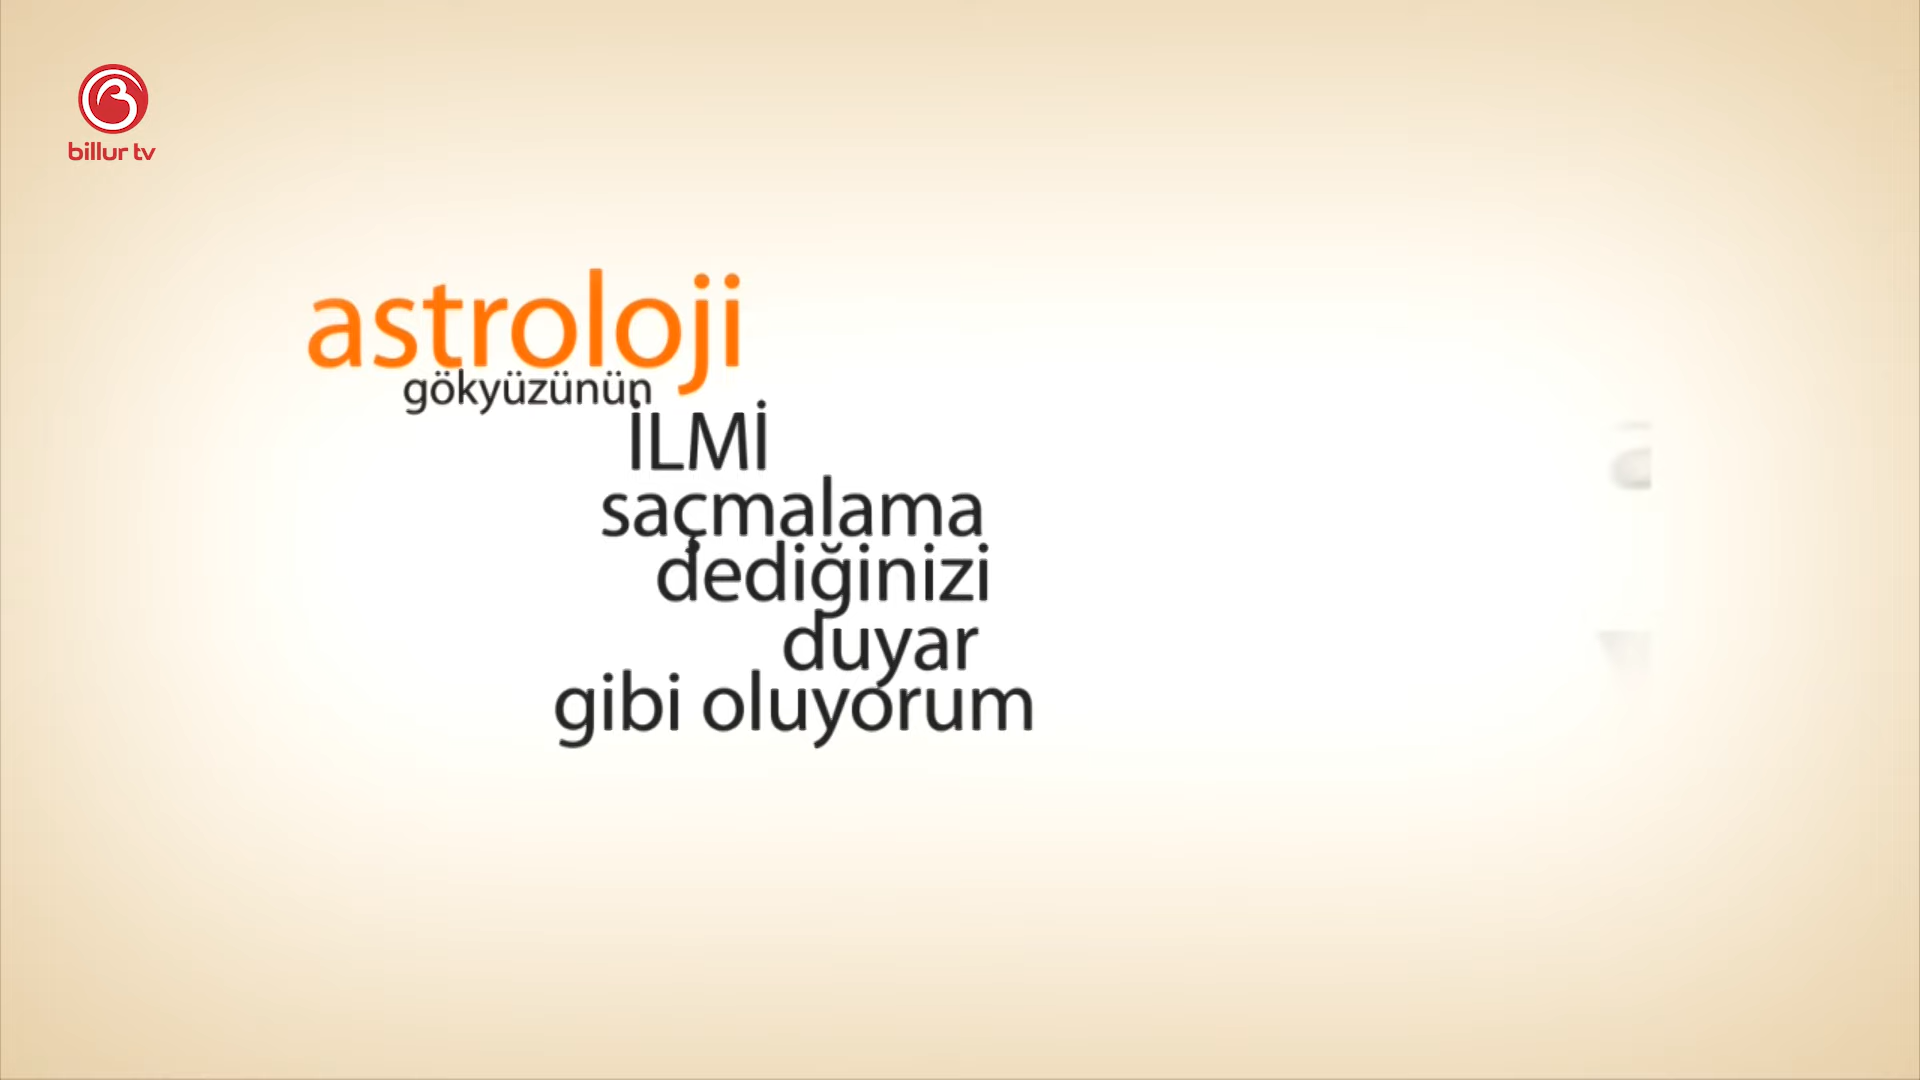 billur tv
astroloji
gökyüzünün
İLMİ
saçmalama
dediğinizi
duyar
gibi oluyorum